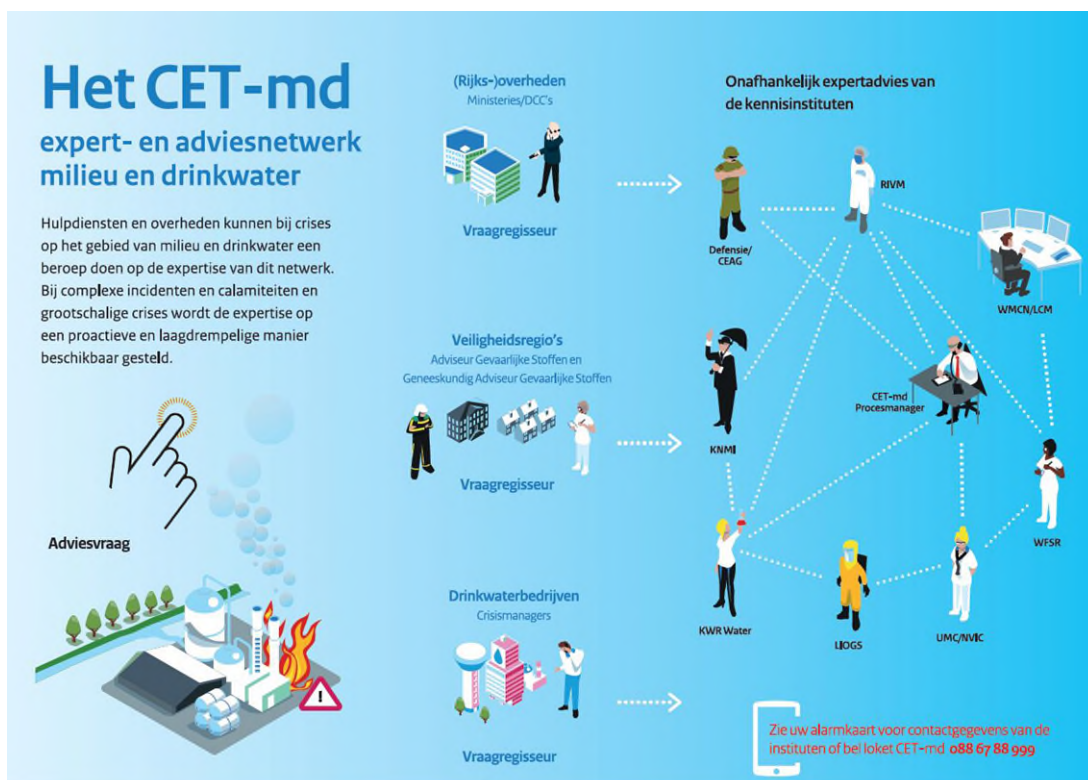 Het CET-md
expert- en adviesnetwerk
milieu en drinkwater
Hulpdiensten en overheden kunnen bij crises
op het gebied van milieu en drinkwater een
beroep doen op de expertise van dit netwerk.
Bij complexe incidenten en calamiteiten en
grootschalige crises wordt de expertise op
een proactieve en laagdrempelige manier
beschikbaar gesteld.
Adviesvraag
!
(Rijks-)overheden
Ministeries/DCC's
Vraagregisseur
Veiligheidsregio's
Adviseur Gevaarlijke Stoffen en
Geneeskundig Adviseur Gevaarlijke Stoffen
Vraagregisseur
Drinkwaterbedrijven
Crisismanagers
Vraagregisseur
Onafhankelijk expertadvies van
de kennisinstituten
RIVM
Defensie/
CEAG
WMCN/LCM
CET-md
Procesmanager
KNMI
WFSR
KWR Water
LIOGS
UMC/NVIC
Zie uw alarmkaart voor contactgegevens van de
instituten of bel loket CET-md 088 67 88 999